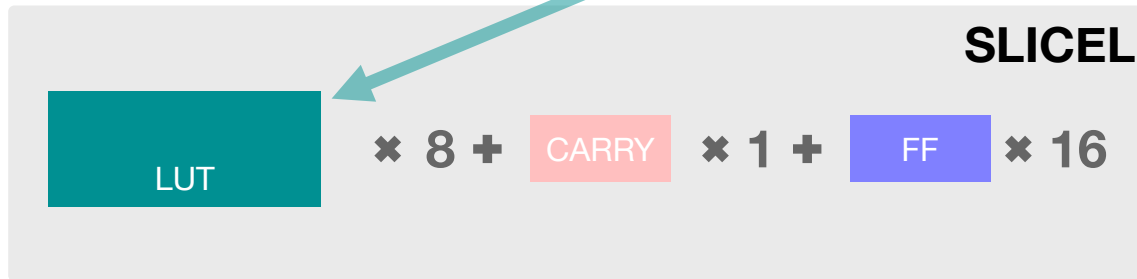 SLICEL
LUT ✖ 8 ✚ CARRY ✖ 1 ✚ FF ✖ 16